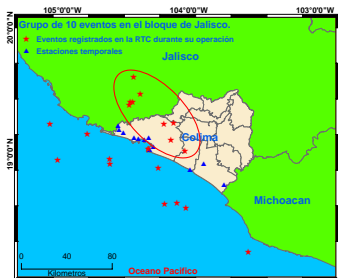 105°0'0"W 104°0'0"W 103°0'0"W
20°0'0"N
Grupo de 10 eventos en el bloque de Jalisco.
Eventos registrados en la RTC durante su operación
Estaciones temporales
Jalisco
Colima
19°0'0"N
Michoacan
0 40 80
Kilometros
Oceano Pacífico